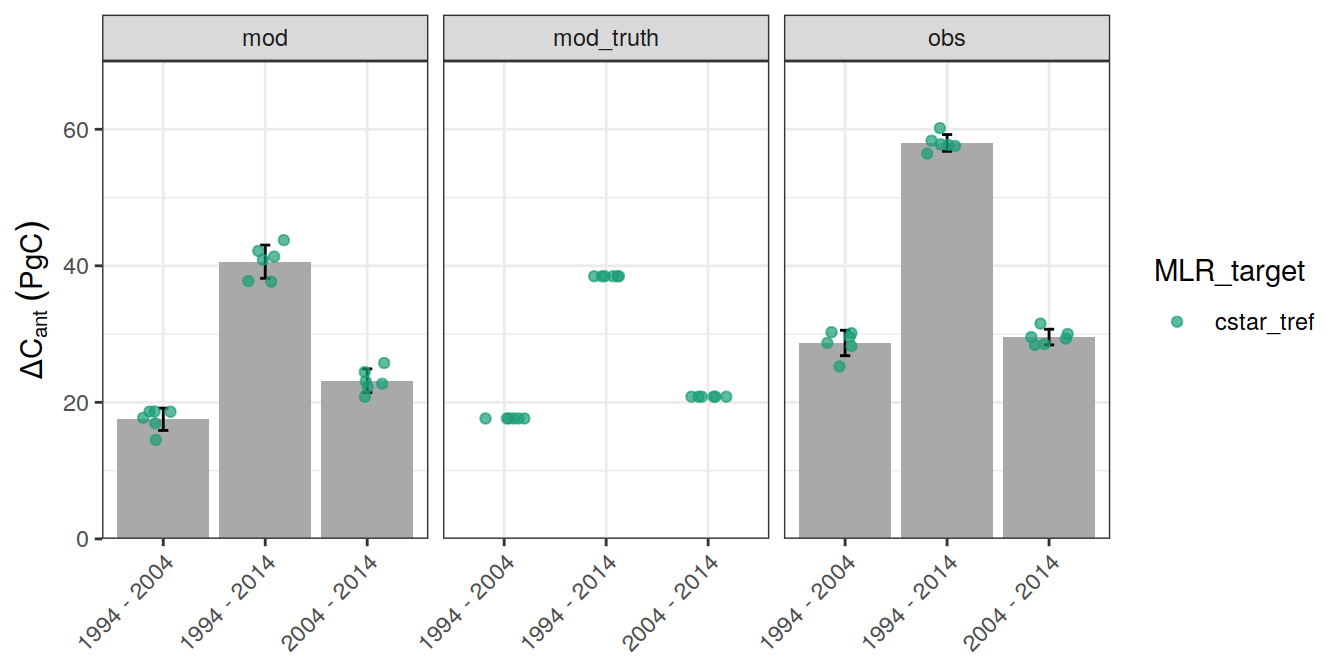 mod
mod_truth
obs
ΔCant (PgC)
60
40
20
0
1994 - 2004
1994 - 2014
2004 - 2014
1994 - 2004
1994 - 2014
2004 - 2014
1994 - 2004
1994 - 2014
2004 - 2014
MLR_target
cstar_tref